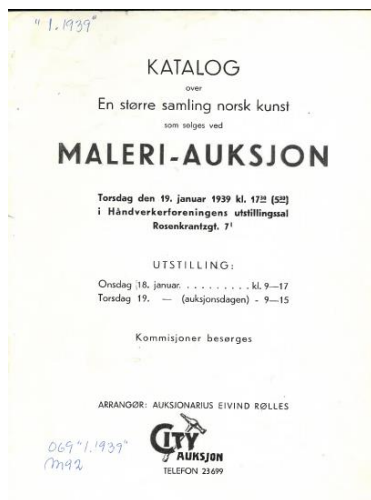 "1.1939"
KATALOG
over
En større samling norsk kunst
som selges ved
MALERI-AUKSJON
Torsdag den 19. januar 1939 kl. 17³⁰ (5³⁰)
i Håndverkerforeningens utstillingssal
Rosenkrantzgt. 7ᴵ
UTSTILLING:
Onsdag 18. januar. . . . . . . . . . kl. 9—17
Torsdag 19. — (auksjonsdagen) - 9—15
Kommisjoner besørges
ARRANGØR: AUKSJONARIUS EIVIND RØLLES
CITY
AUKSJON
TELEFON 23699
069"1.1939"
M92